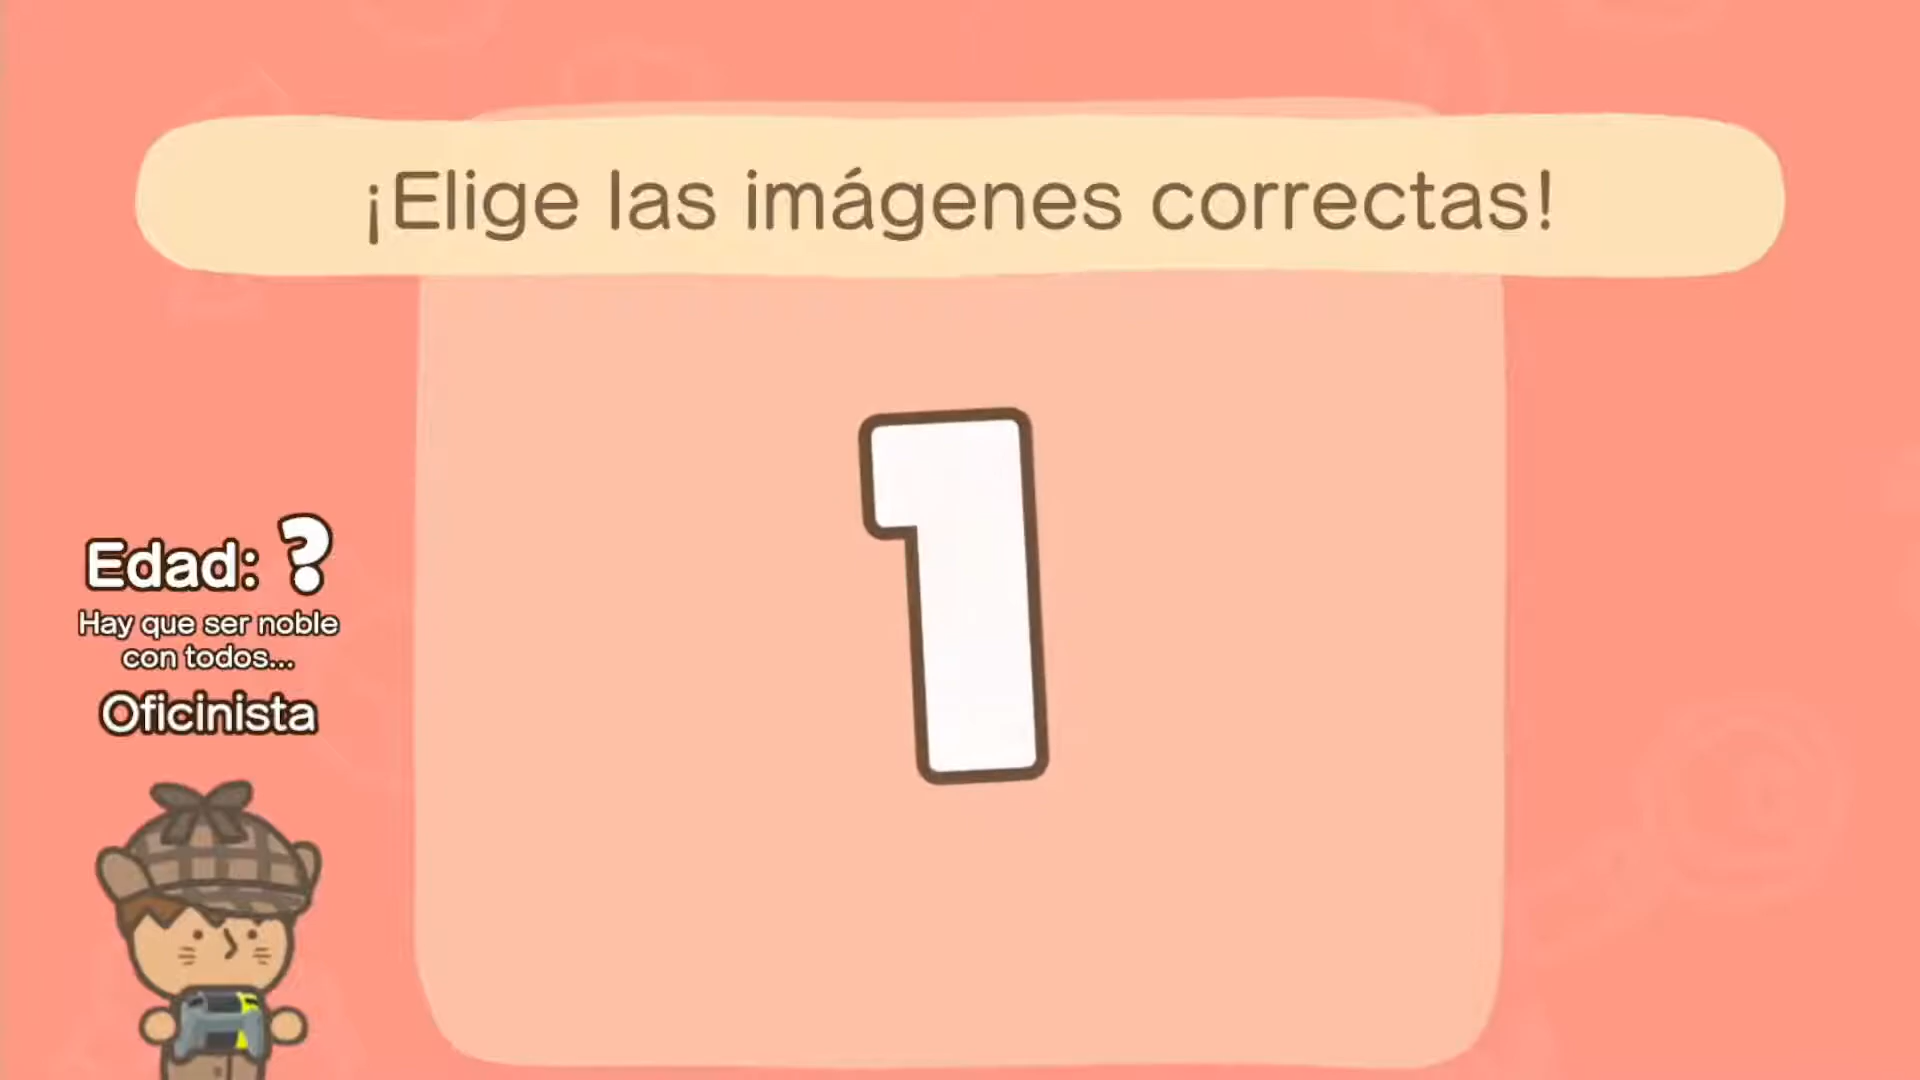 ¡Elige las imágenes correctas!
1
Edad: ?
Hay que ser noble
con todos...
Oficinista